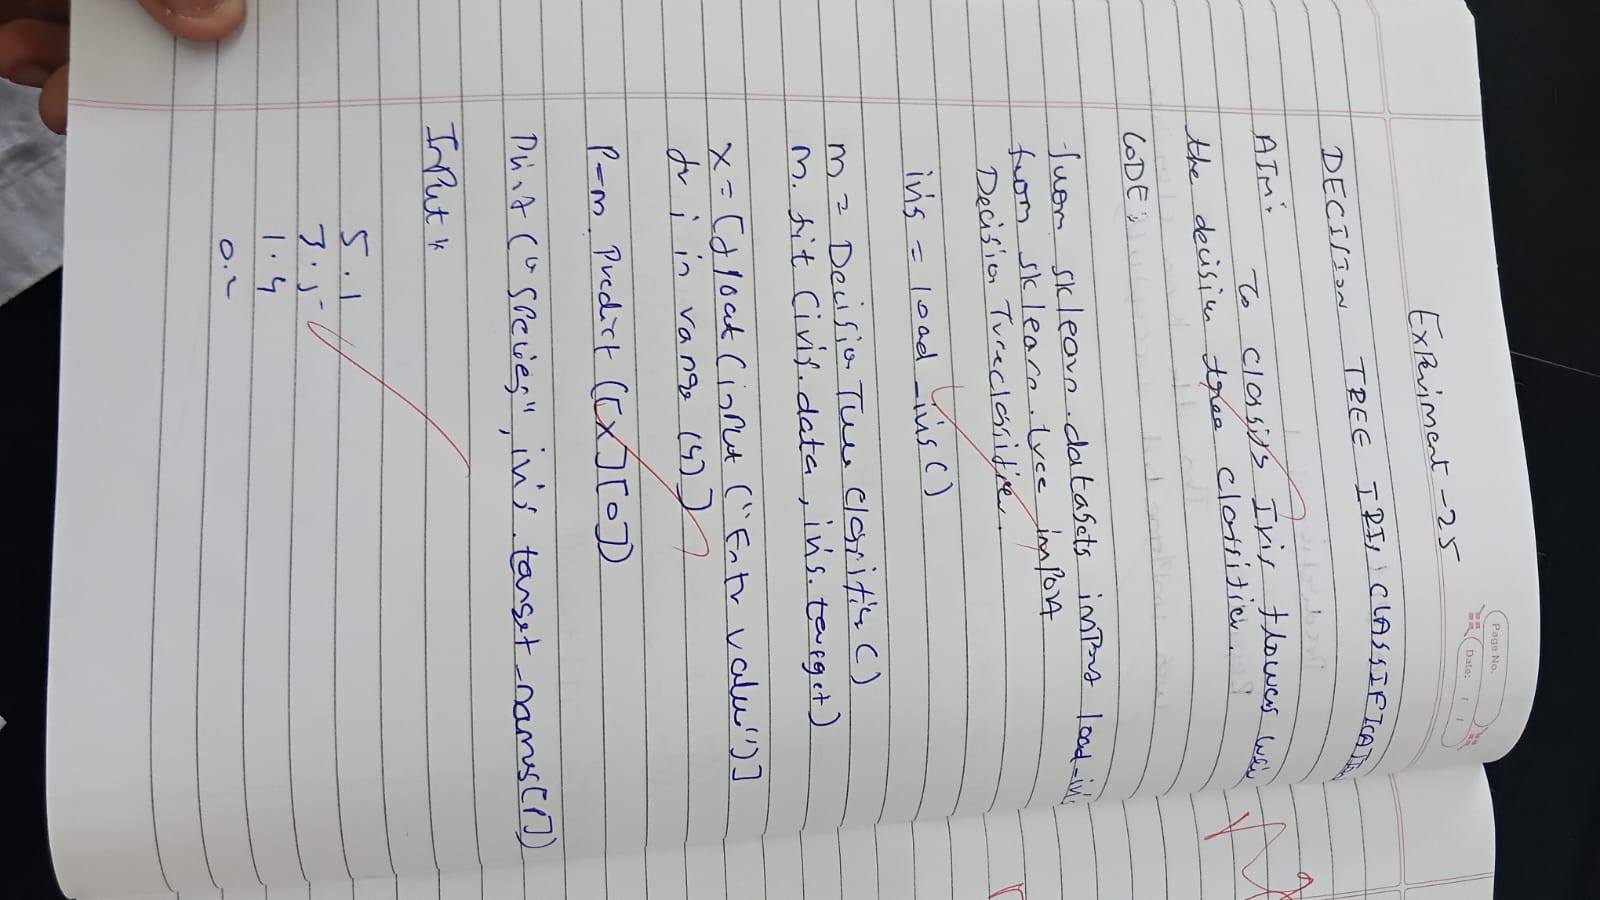 Page No.
Date: / /
Experiment - 25
DECISION TREE IRIS CLASSIFICATION
AIM: To classify Iris flowers using
the decision tree classifier.
CODE:
from sklearn.datasets import load_iris
from sklearn.tree import
DecisionTreeclassifier.
iris = load_iris()
m = DecisionTree classifier()
m.fit (iris.data, iris.target)
x = [float(input("Enter value")]
for i in range (4)]
P=m.Predict([x][0])
Print("species", iris.target_names[P])
InPut"
5.1
3.5
1.4
0.2